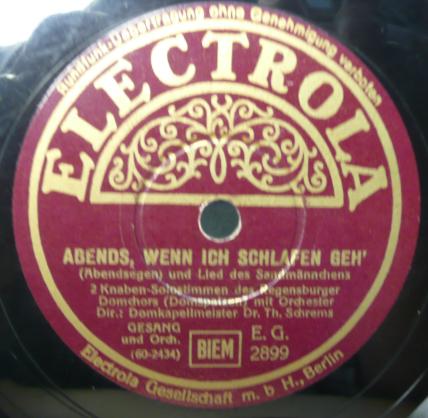 Rundfunk-Uebertragung ohne Genehmigung verboten
ELECTROLA
ABENDS, WENN ICH SCHLAFEN GEH'
(Abendsegen) und Lied des Sandmännchens
2 Knaben-Solostimmen des Regensburger
Domchors (Domspatzen) mit Orchester
Dir.: Domkapellmeister Dr. Th. Schrems
GESANG
und Orch.
(60-2434)
BIEM
E. G.
2899
Electrola Gesellschaft m. b H., Berlin